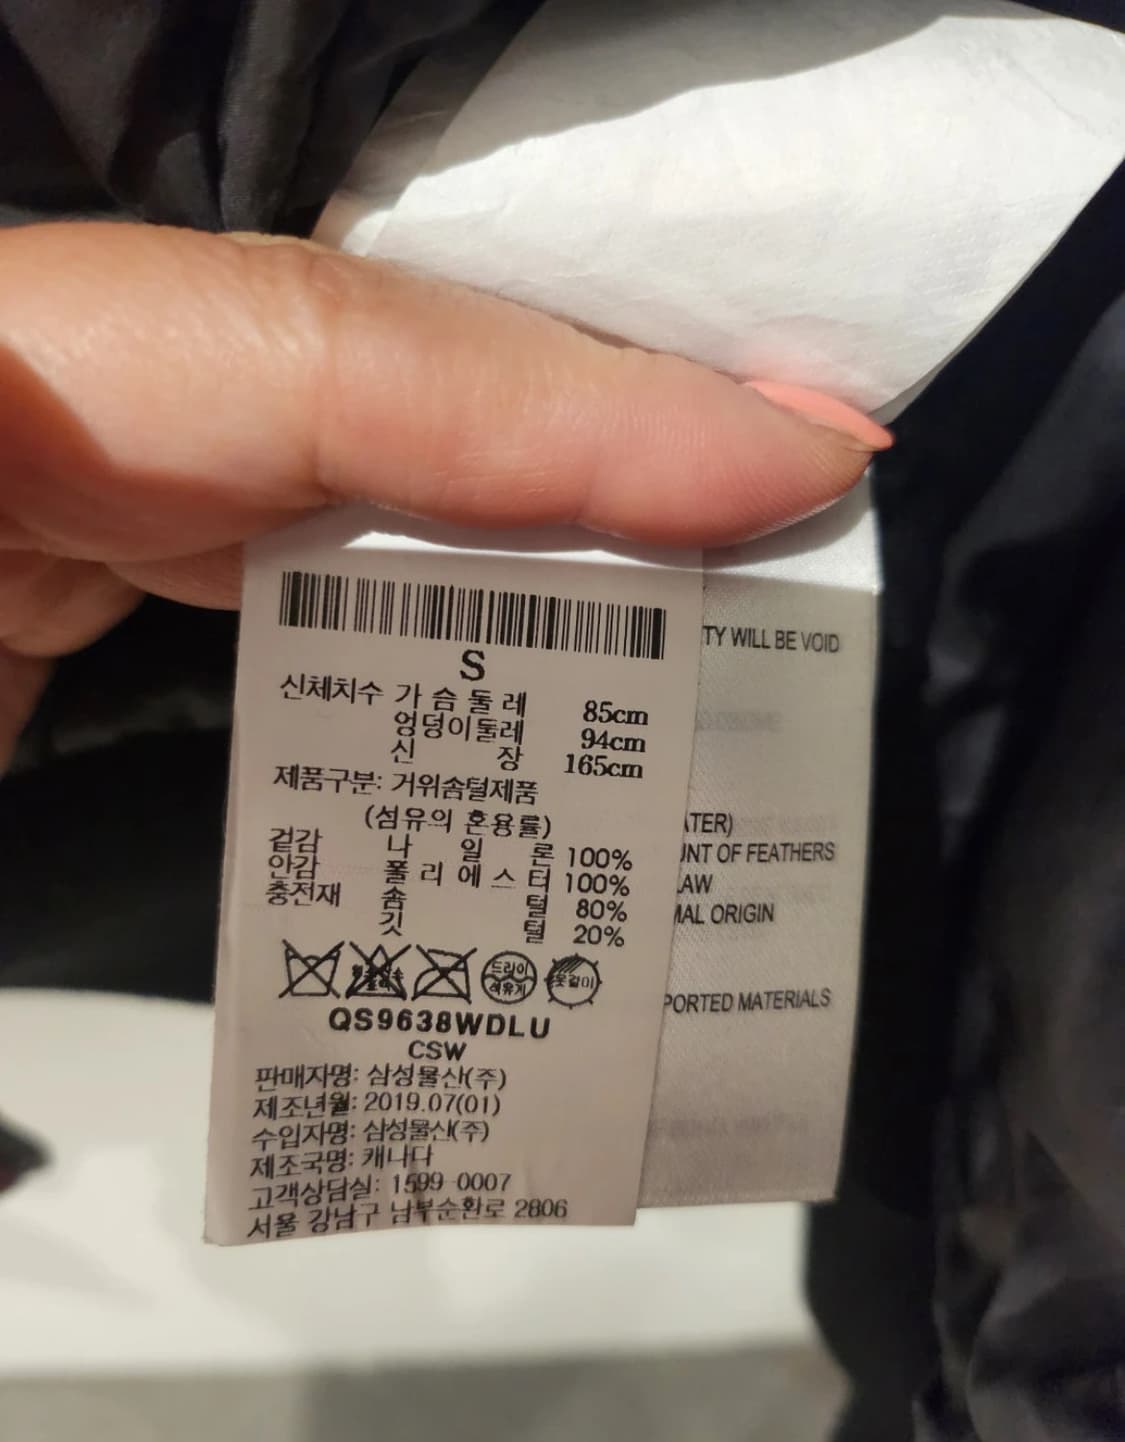 S
신체치수 가슴둘레 85cm
엉덩이둘레 94cm
신 장 165cm
제품구분: 거위솜털제품
(섬유의 혼용률)
겉감 나 일 론 100%
안감 폴리에스터 100%
충전재 솜 털 80%
깃 털 20%
드라이 석유계 옷걸이
QS9638WDLU
CSW
판매자명: 삼성물산(주)
제조년월: 2019.07(01)
수입자명: 삼성물산(주)
제조국명: 캐나다
고객상담실: 1599-0007
서울 강남구 남부순환로 2806
TY WILL BE VOID
ATER)
UNT OF FEATHERS
LAW
MAL ORIGIN
PORTED MATERIALS